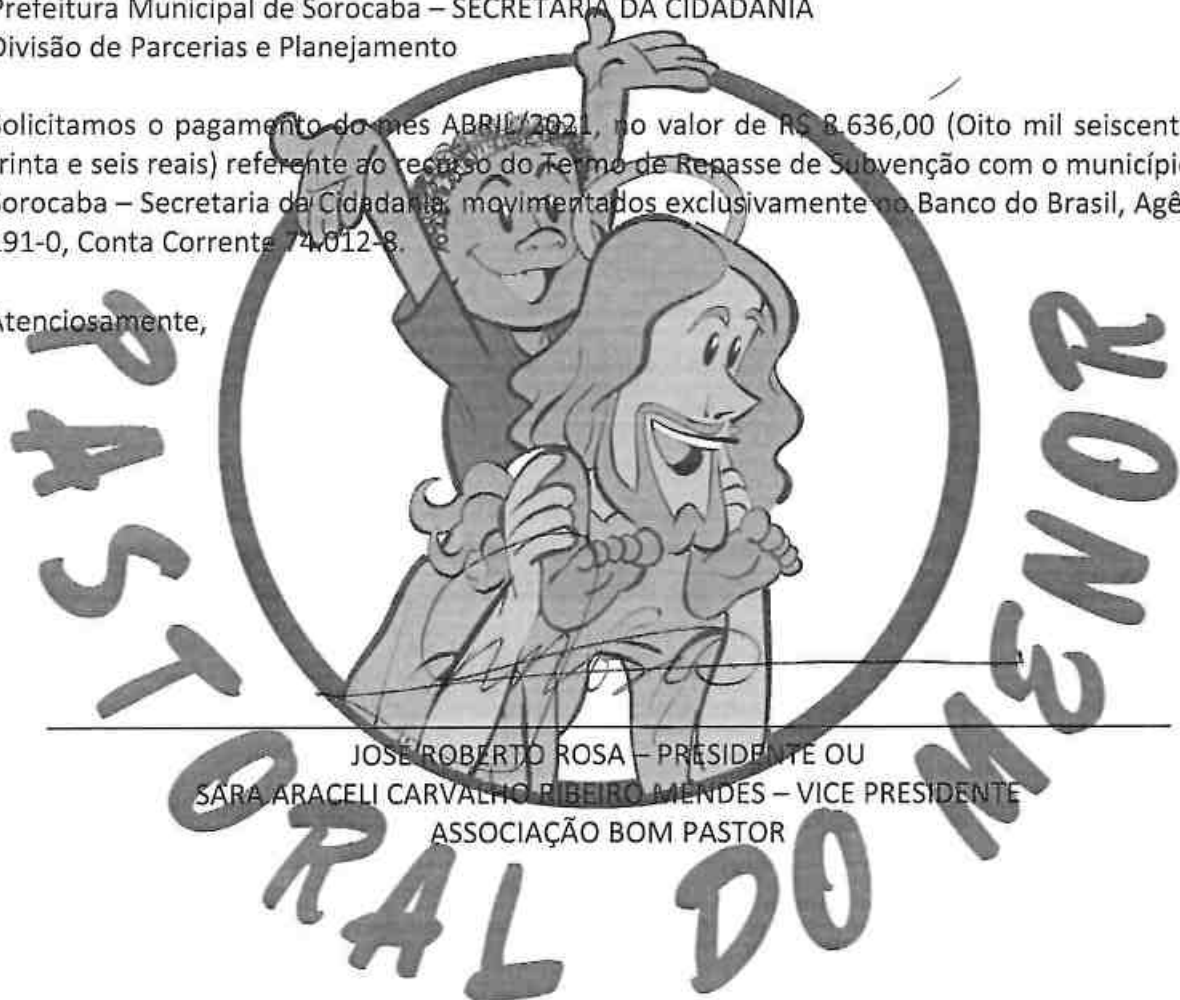 Prefeitura Municipal de Sorocaba – SECRETARIA DA CIDADANIA
Divisão de Parcerias e Planejamento
Solicitamos o pagamento do mês ABRIL/2021, no valor de R$ 8.636,00 (Oito mil seiscent
rinta e seis reais) referente ao recurso do Termo de Repasse de Subvenção com o município
Sorocaba – Secretaria da Cidadania, movimentados exclusivamente no Banco do Brasil, Agê
191-0, Conta Corrente 74.012-8.
Atenciosamente,
JOSÉ ROBERTO ROSA – PRESIDENTE OU
SARA ARACELI CARVALHO RIBEIRO MENDES – VICE PRESIDENTE
ASSOCIAÇÃO BOM PASTOR
PASTORAL DO MENOR